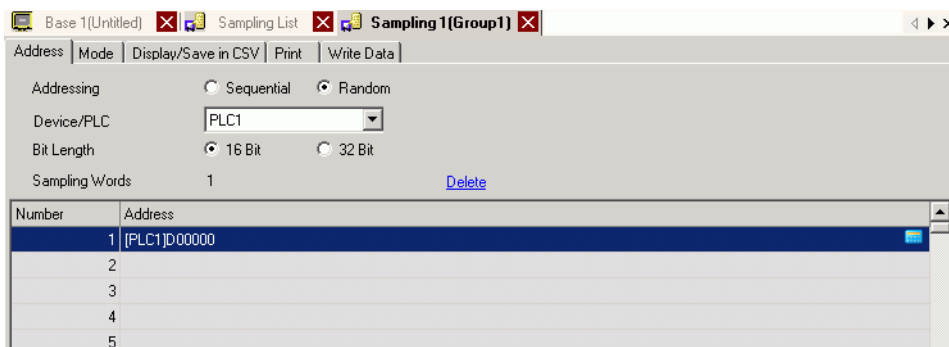 Base 1(Untitled) Sampling List Sampling 1(Group1)
Address Mode Display/Save in CSV Print Write Data
Addressing Sequential Random
Device/PLC PLC1
Bit Length 16 Bit 32 Bit
Sampling Words 1 Delete
Number Address
1 [PLC1]D00000
2
3
4
5